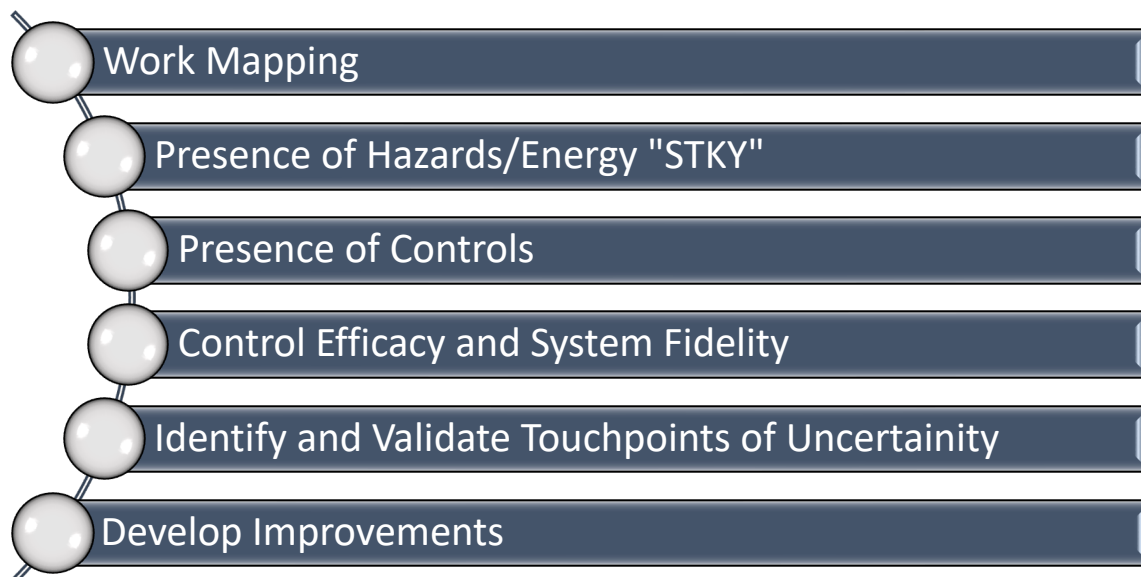 Work Mapping
Presence of Hazards/Energy "STKY"
Presence of Controls
Control Efficacy and System Fidelity
Identify and Validate Touchpoints of Uncertainity
Develop Improvements